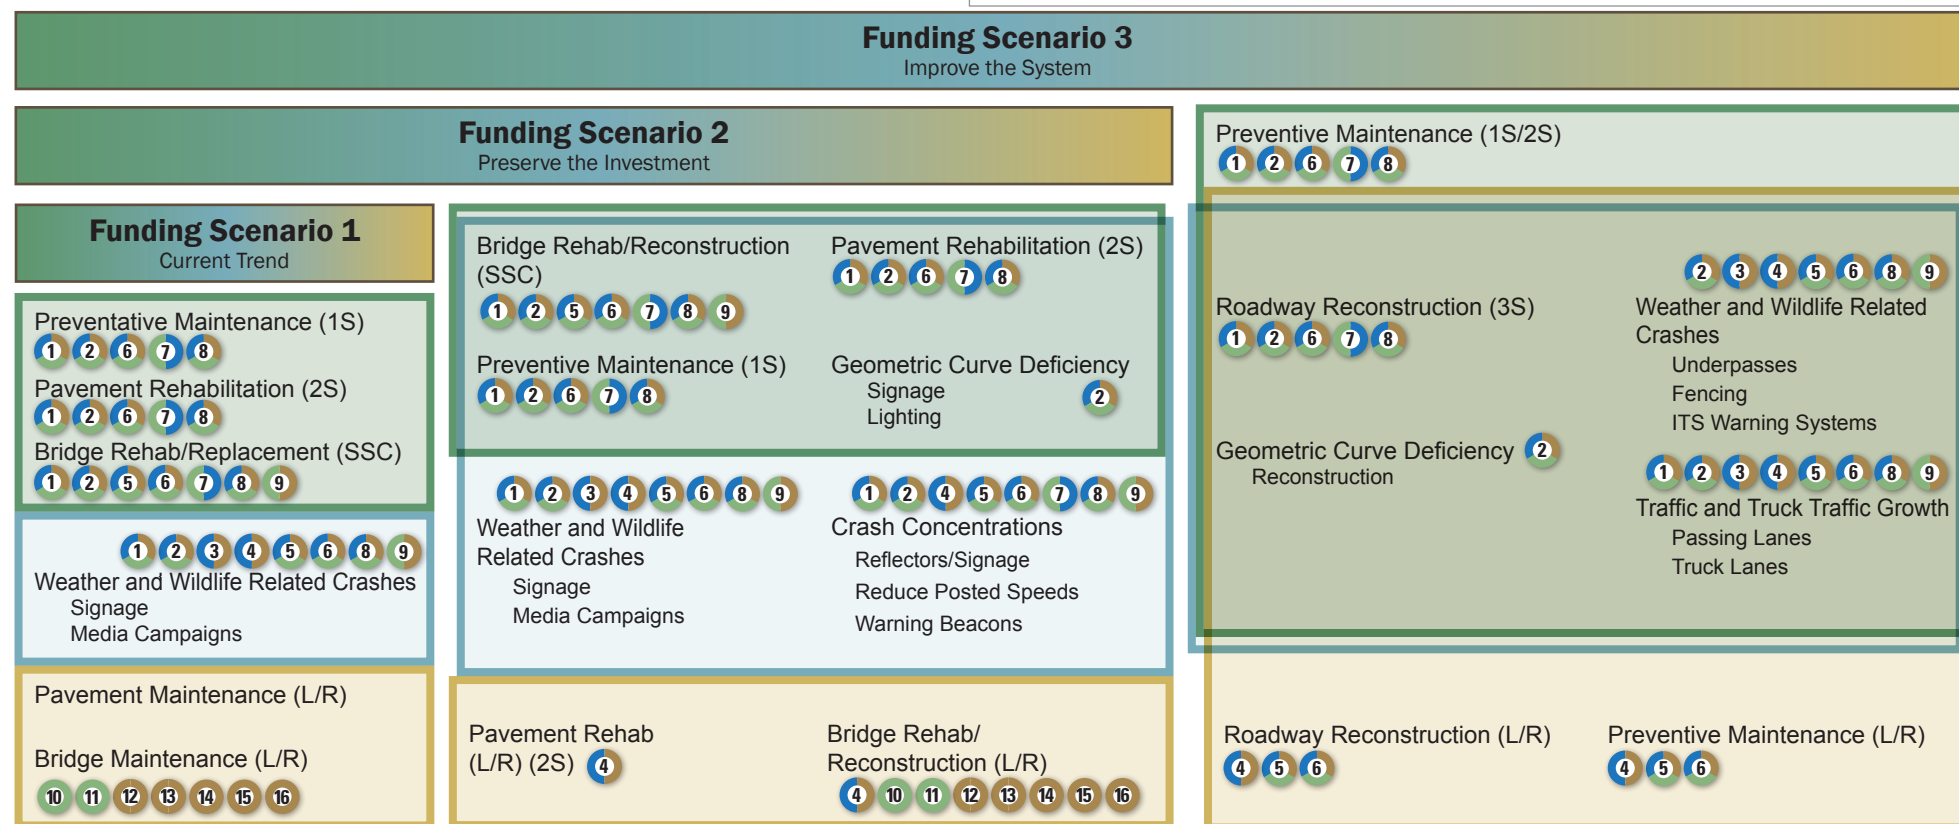 Funding Scenario 3
Improve the System
Funding Scenario 2
Preserve the Investment
Funding Scenario 1
Current Trend
Preventative Maintenance (1S)
1 2 6 7 8
Pavement Rehabilitation (2S)
1 2 6 7 8
Bridge Rehab/Replacement (SSC)
1 2 5 6 7 8 9
1 2 3 4 5 6 8 9
Weather and Wildlife Related Crashes
Signage
Media Campaigns
Pavement Maintenance (L/R)
Bridge Maintenance (L/R)
10 11 12 13 14 15 16
Bridge Rehab/Reconstruction
(SSC)
1 2 5 6 7 8 9
Preventive Maintenance (1S)
1 2 6 7 8
Pavement Rehabilitation (2S)
1 2 6 7 8
Geometric Curve Deficiency
Signage
Lighting
2
1 2 3 4 5 6 8 9
Weather and Wildlife
Related Crashes
Signage
Media Campaigns
1 2 4 5 6 7 8 9
Crash Concentrations
Reflectors/Signage
Reduce Posted Speeds
Warning Beacons
Pavement Rehab
(L/R) (2S) 4
Bridge Rehab/
Reconstruction (L/R)
4 10 11 12 13 14 15 16
Preventive Maintenance (1S/2S)
1 2 6 7 8
Roadway Reconstruction (3S)
1 2 6 7 8
Geometric Curve Deficiency 2
Reconstruction
2 3 4 5 6 8 9
Weather and Wildlife Related
Crashes
Underpasses
Fencing
ITS Warning Systems
1 2 3 4 5 6 8 9
Traffic and Truck Traffic Growth
Passing Lanes
Truck Lanes
Roadway Reconstruction (L/R)
4 5 6
Preventive Maintenance (L/R)
4 5 6